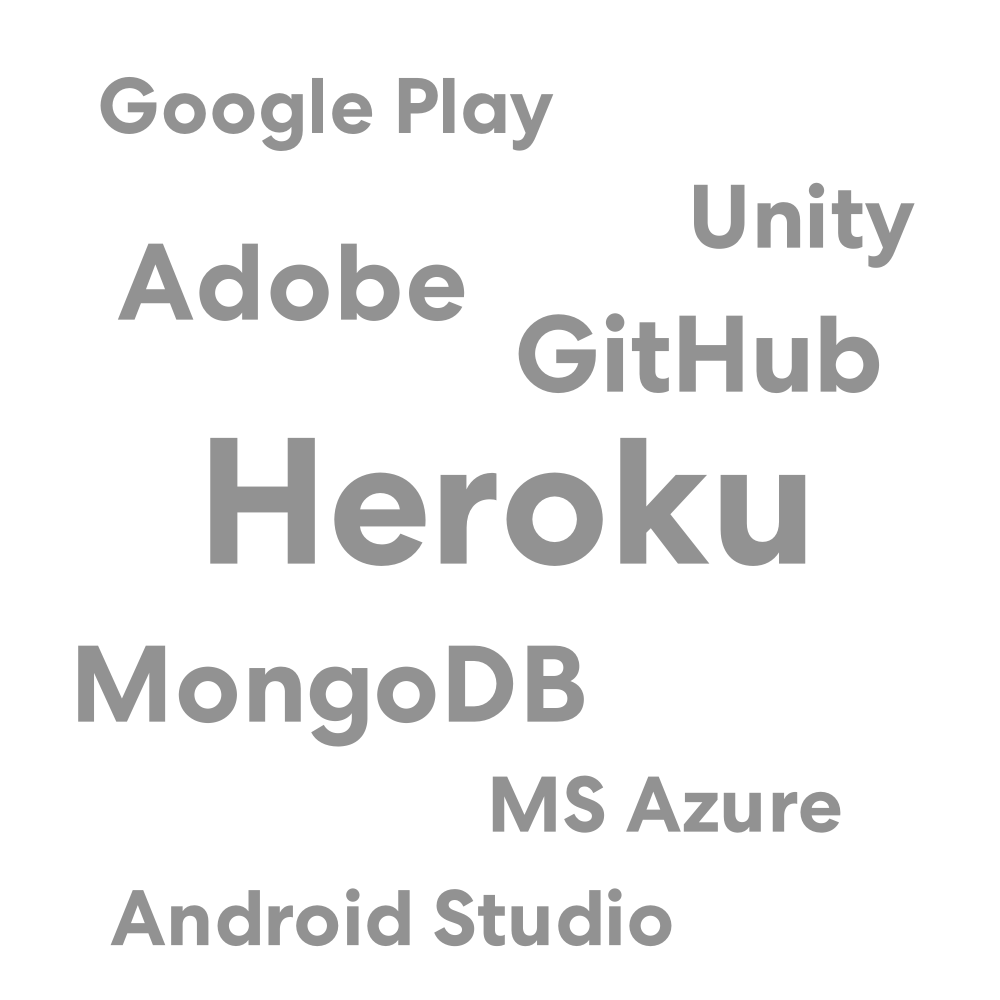 Google Play
Unity
Adobe
GitHub
Heroku
MongoDB
MS Azure
Android Studio